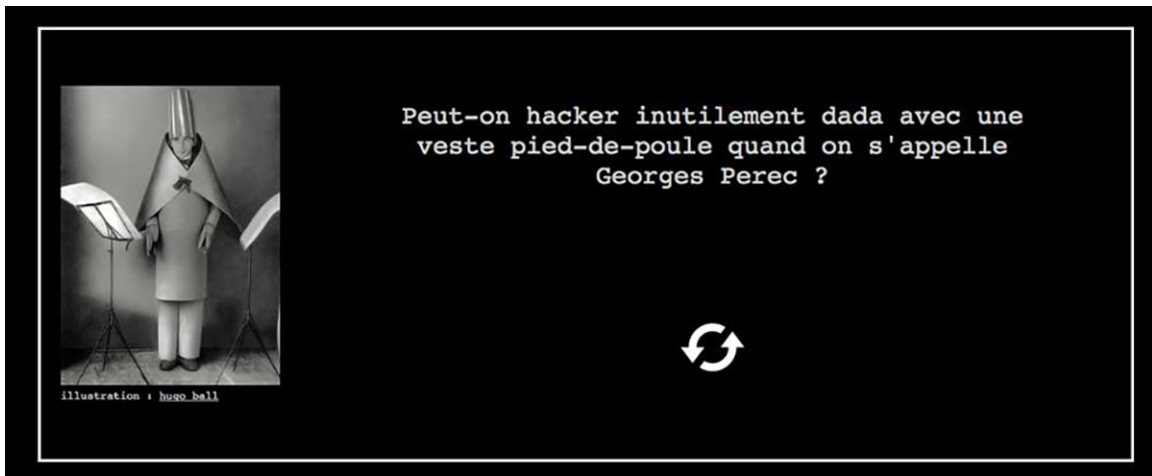 Peut-on hacker inutilement dada avec une
veste pied-de-poule quand on s'appelle
Georges Perec ?
illustration : hugo ball